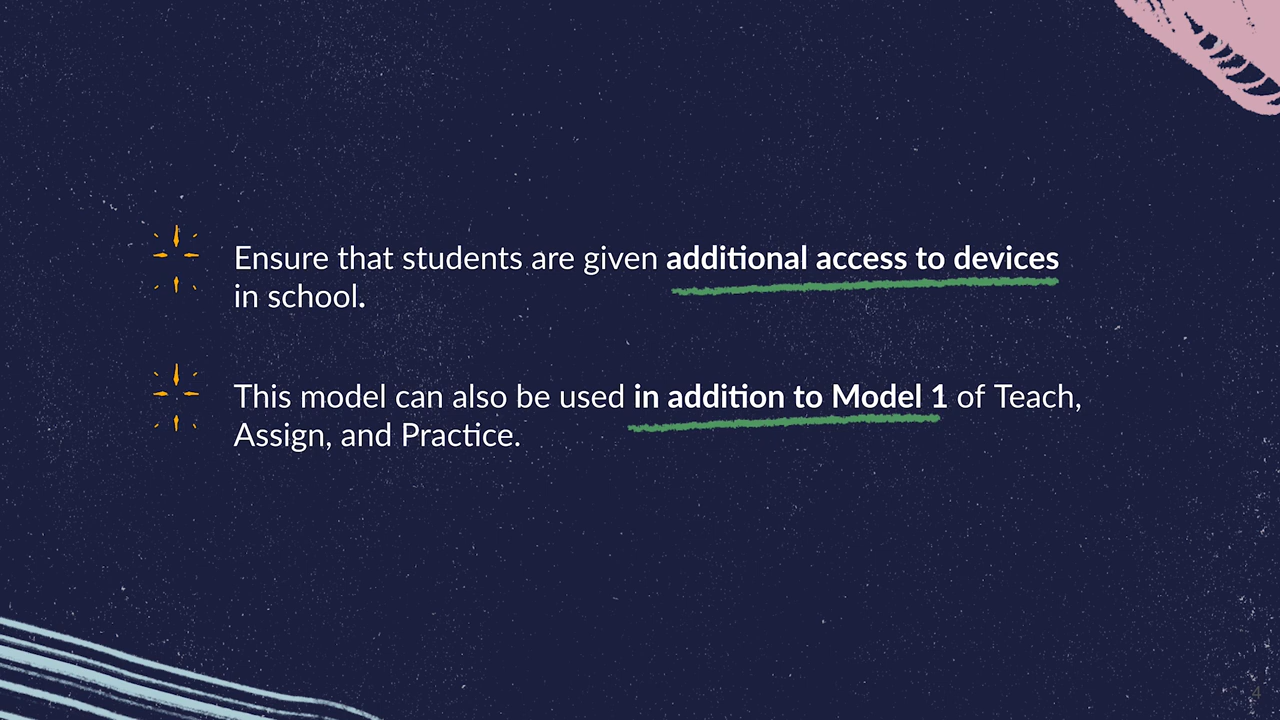 Ensure that students are given additional access to devices
in school.
This model can also be used in addition to Model 1 of Teach,
Assign, and Practice.
4